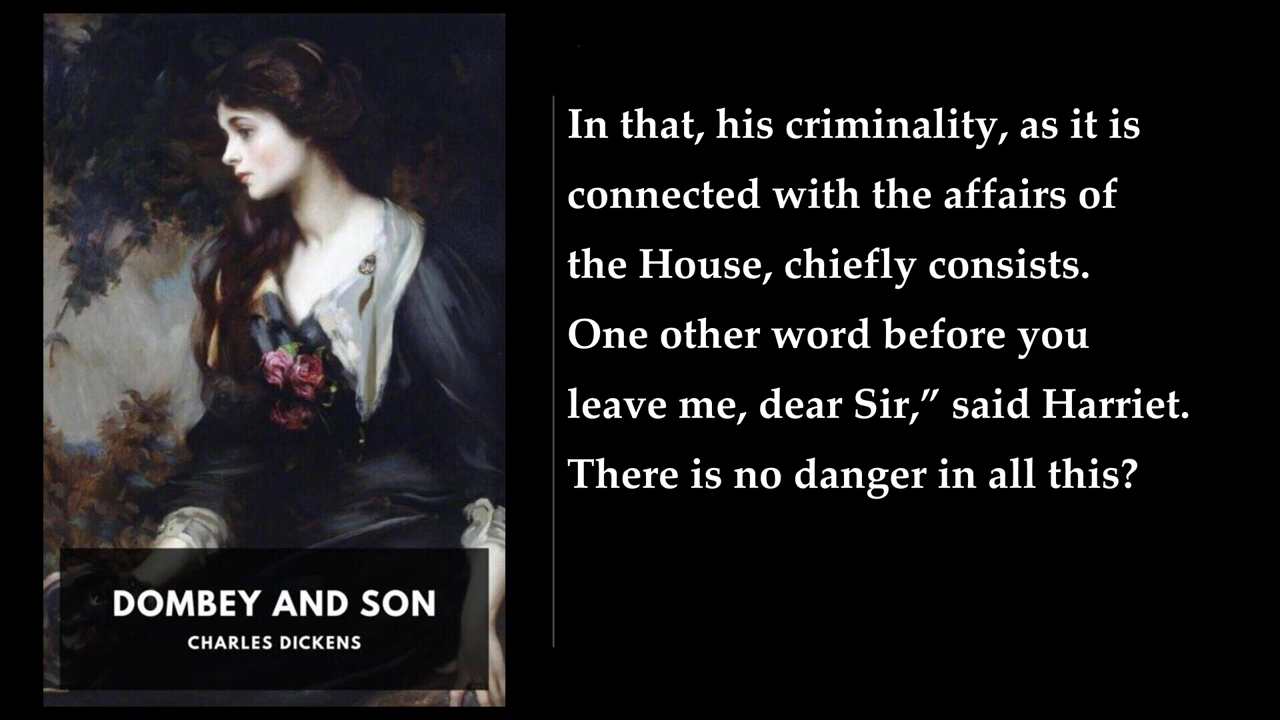 In that, his criminality, as it is
connected with the affairs of
the House, chiefly consists.
One other word before you
leave me, dear Sir,” said Harriet.
There is no danger in all this?
DOMBEY AND SON
CHARLES DICKENS